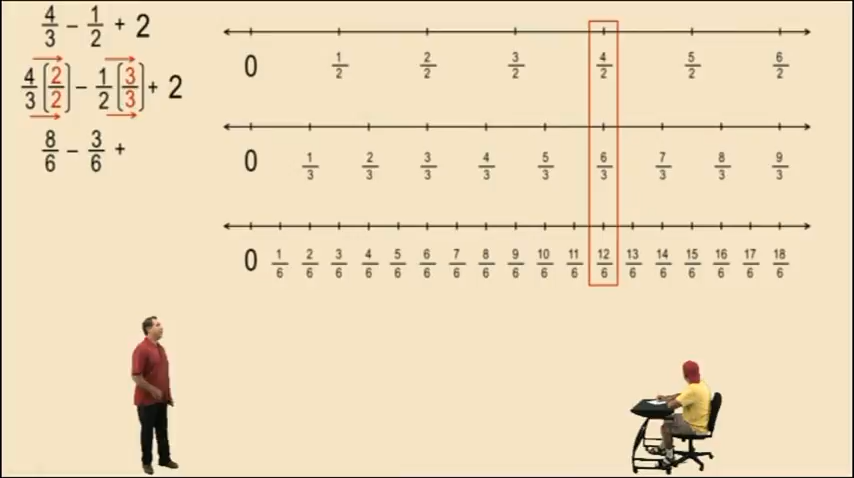 4/3 - 1/2 + 2
4/3 (2/2) - 1/2 (3/3) + 2
8/6 - 3/6 +
0 1/2 2/2 3/2 4/2 5/2 6/2
0 1/3 2/3 3/3 4/3 5/3 6/3 7/3 8/3 9/3
0 1/6 2/6 3/6 4/6 5/6 6/6 7/6 8/6 9/6 10/6 11/6 12/6 13/6 14/6 15/6 16/6 17/6 18/6